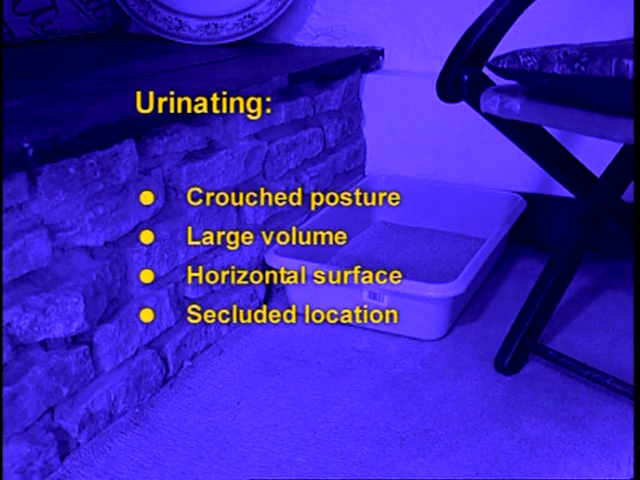 Urinating:
Crouched posture
Large volume
Horizontal surface
Secluded location